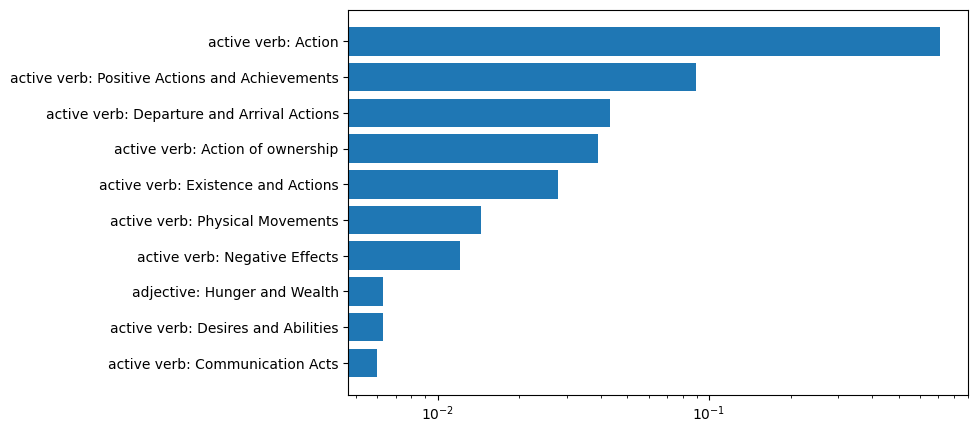 active verb: Action
active verb: Positive Actions and Achievements
active verb: Departure and Arrival Actions
active verb: Action of ownership
active verb: Existence and Actions
active verb: Physical Movements
active verb: Negative Effects
adjective: Hunger and Wealth
active verb: Desires and Abilities
active verb: Communication Acts
10⁻² 10⁻¹